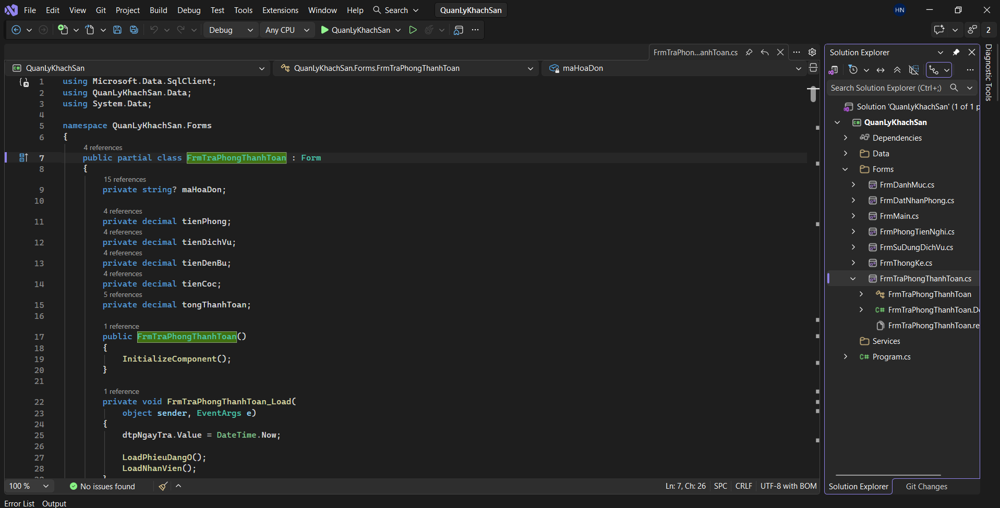 File Edit View Git Project Build Debug Test Tools Extensions Window Help Search QuanLyKhachSan HN
Debug Any CPU QuanLyKhachSan 2
FrmTraPhon...anhToan.cs
QuanLyKhachSan QuanLyKhachSan.Forms.FrmTraPhongThanhToan maHoaDon
1 using Microsoft.Data.SqlClient;
2 using QuanLyKhachSan.Data;
3 using System.Data;
4
5 namespace QuanLyKhachSan.Forms
6 {
4 references
7 public partial class FrmTraPhongThanhToan : Form
8 {
15 references
9 private string? maHoaDon;
10
4 references
11 private decimal tienPhong;
4 references
12 private decimal tienDichVu;
4 references
13 private decimal tienDenBu;
4 references
14 private decimal tienCoc;
5 references
15 private decimal tongThanhToan;
16
1 reference
17 public FrmTraPhongThanhToan()
18 {
19 InitializeComponent();
20 }
21
1 reference
22 private void FrmTraPhongThanhToan_Load(
23 object sender, EventArgs e)
24 {
25 dtpNgayTra.Value = DateTime.Now;
26
27 LoadPhieuDangO();
28 LoadNhanVien();
100 % No issues found Ln: 7, Ch: 26 SPC CRLF UTF-8 with BOM
Error List Output
Solution Explorer
Search Solution Explorer (Ctrl+;)
Solution 'QuanLyKhachSan' (1 of 1 p
QuanLyKhachSan
Dependencies
Data
Forms
FrmDanhMuc.cs
FrmDatNhanPhong.cs
FrmMain.cs
FrmPhongTienNghi.cs
FrmSuDungDichVu.cs
FrmThongKe.cs
FrmTraPhongThanhToan.cs
FrmTraPhongThanhToan
FrmTraPhongThanhToan.De
FrmTraPhongThanhToan.re
Services
C# Program.cs
Solution Explorer Git Changes
Diagnostic Tools